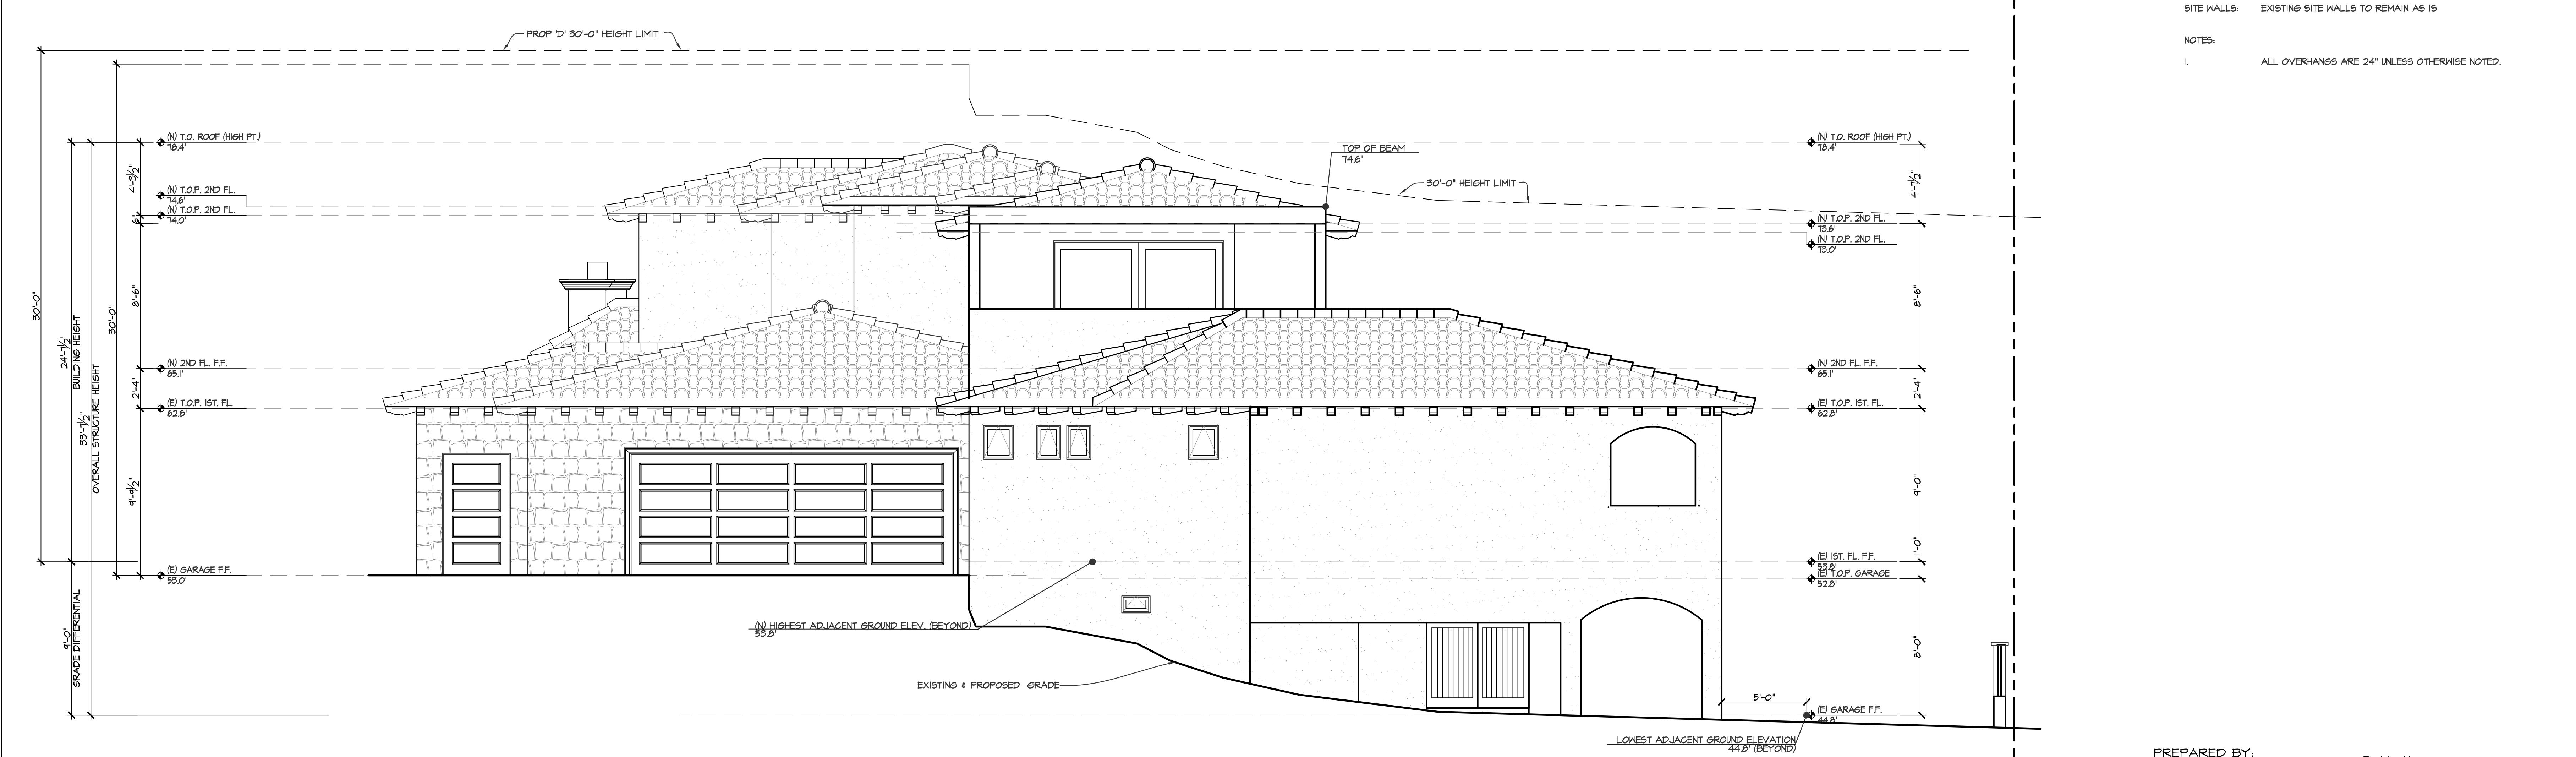 SITE WALLS: EXISTING SITE WALLS TO REMAIN AS IS
PROP 'D' 30'-0" HEIGHT LIMIT
NOTES:
1. ALL OVERHANGS ARE 24" UNLESS OTHERWISE NOTED.
(N) T.O. ROOF (HIGH PT.)
78.4'
(N) T.O. ROOF (HIGH PT.)
78.4'
TOP OF BEAM
74.6'
4'-3 1/2"
4'-7 1/2"
30'-0" HEIGHT LIMIT
(N) T.O.P. 2ND FL.
74.6'
(N) T.O.P. 2ND FL.
74.0'
6"
(N) T.O.P. 2ND FL.
73.6'
(N) T.O.P. 2ND FL.
73.0'
30'-0"
24'-7 1/2"
BUILDING HEIGHT
33'-7 1/2"
OVERALL STRUCTURE HEIGHT
30'-0"
8'-6"
8'-6"
(N) 2ND FL. F.F.
65.1'
(N) 2ND FL. F.F.
65.1'
2'-4"
2'-4"
(E) T.O.P. 1ST. FL.
62.8'
(E) T.O.P. 1ST. FL.
62.8'
9'-9 1/2"
9'-0"
1'-0"
(E) 1ST. FL. F.F.
53.8'
(E) GARAGE F.F.
53.0'
(E) T.O.P. GARAGE
52.8'
9'-0"
GRADE DIFFERENTIAL
(N) HIGHEST ADJACENT GROUND ELEV. (BEYOND)
53.8'
8'-0"
EXISTING & PROPOSED GRADE
5'-0"
(E) GARAGE F.F.
44.8'
LOWEST ADJACENT GROUND ELEVATION
44.8' (BEYOND)
PREPARED BY: